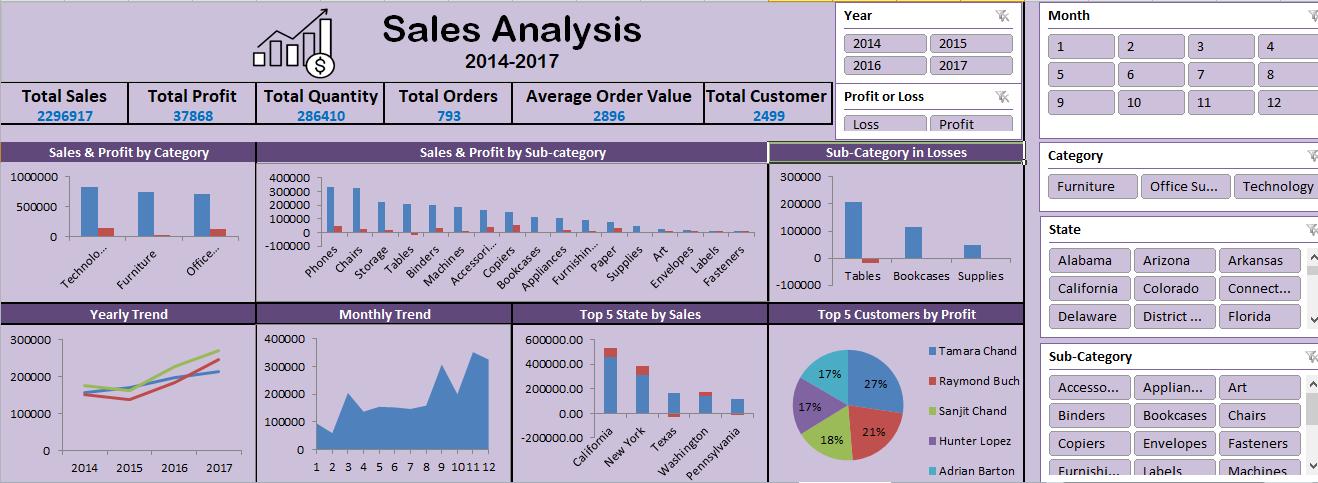 Sales Analysis
2014-2017
Total Sales
2296917
Total Profit
37868
Total Quantity
286410
Total Orders
793
Average Order Value
2896
Total Customer
2499
Year
2014 2015
2016 2017
Profit or Loss
Loss Profit
Month
1 2 3 4
5 6 7 8
9 10 11 12
Category
Furniture Office Su... Technology
State
Alabama Arizona Arkansas
California Colorado Connect...
Delaware District ... Florida
Sub-Category
Accesso... Applian... Art
Binders Bookcases Chairs
Copiers Envelopes Fasteners
Furnishi... Labels Machines
Sales & Profit by Category
1000000
500000
0
Technolo... Furniture Office...
Sales & Profit by Sub-category
400000
300000
200000
100000
0
-100000
Phones Chairs Storage Tables Binders Machines Accessori... Copiers Bookcases Appliances Furnishin... Paper Supplies Art Envelopes Labels Fasteners
Sub-Category in Losses
300000
200000
100000
0
-100000
Tables Bookcases Supplies
Yearly Trend
300000
200000
100000
0
2014 2015 2016 2017
Monthly Trend
400000
300000
200000
100000
0
1 2 3 4 5 6 7 8 9 10 11 12
Top 5 State by Sales
600000.00
400000.00
200000.00
0.00
-200000.00
California New York Texas Washington Pennsylvania
Top 5 Customers by Profit
27%
21%
18%
17%
17%
Tamara Chand
Raymond Buch
Sanjit Chand
Hunter Lopez
Adrian Barton